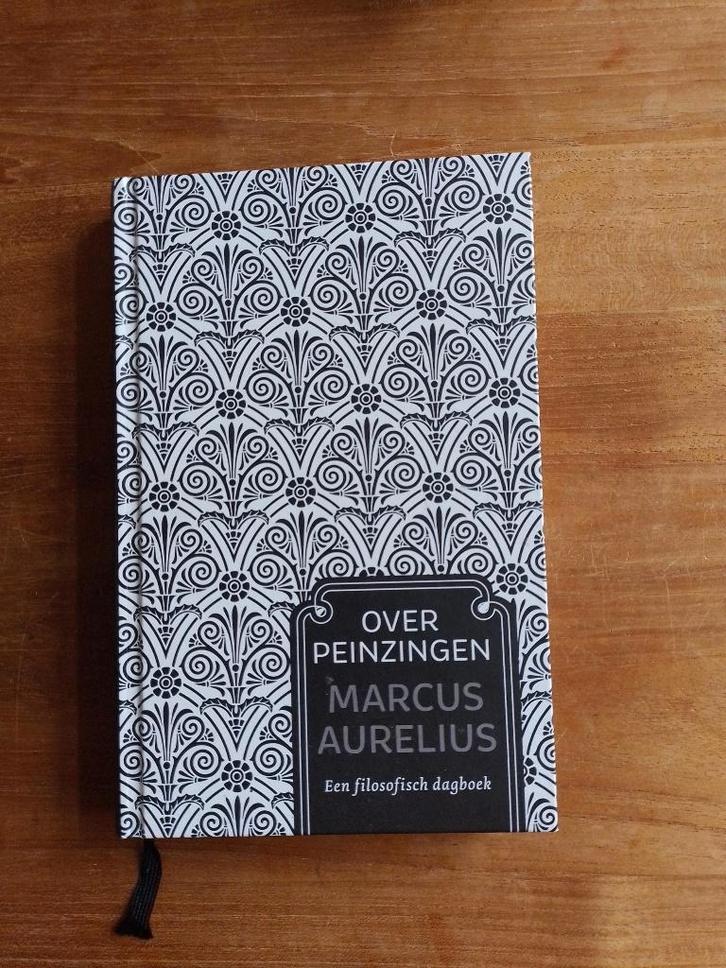 OVER
PEINZINGEN
MARCUS
AURELIUS
Een filosofisch dagboek